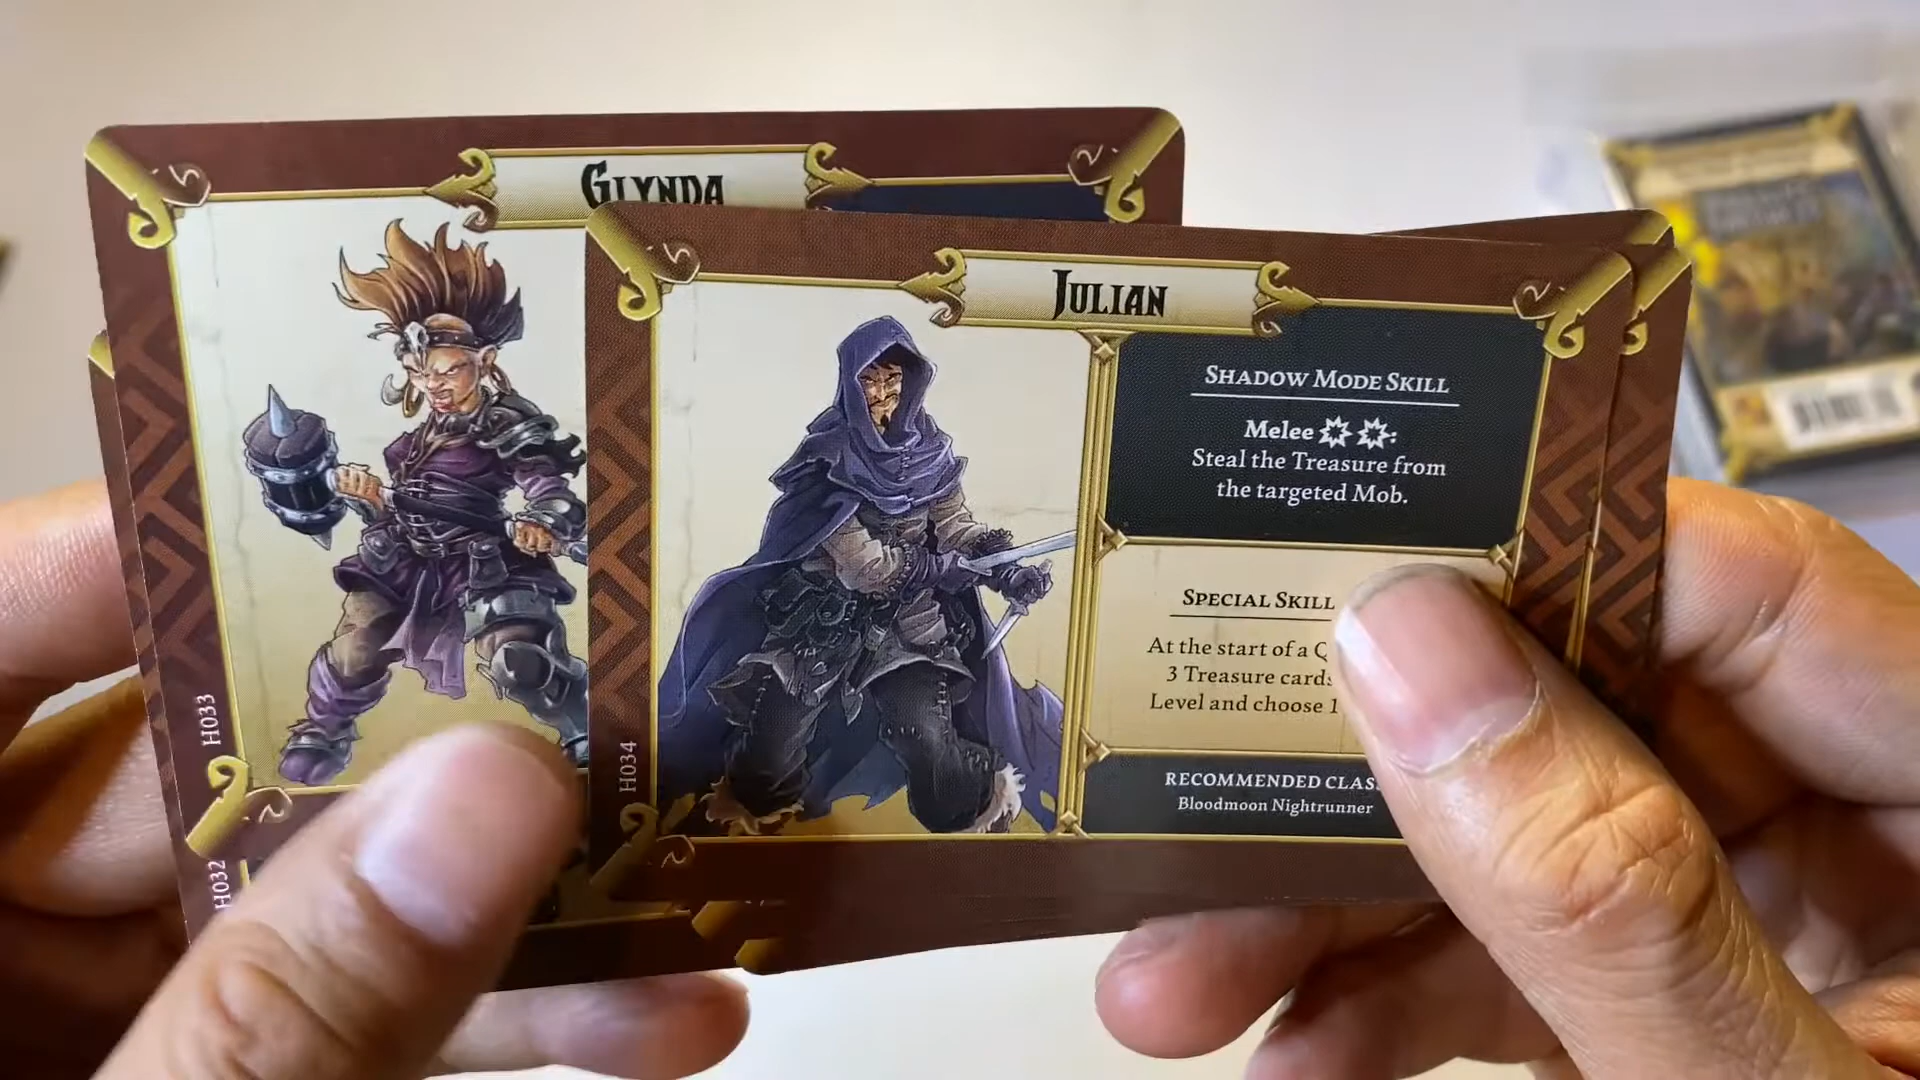 GLYNDA
JULIAN
SHADOW MODE SKILL
Melee :
Steal the Treasure from
the targeted Mob.
SPECIAL SKILL
At the start of a Q
3 Treasure cards
Level and choose 1
RECOMMENDED CLASS
Bloodmoon Nightrunner
H033
H034
H032